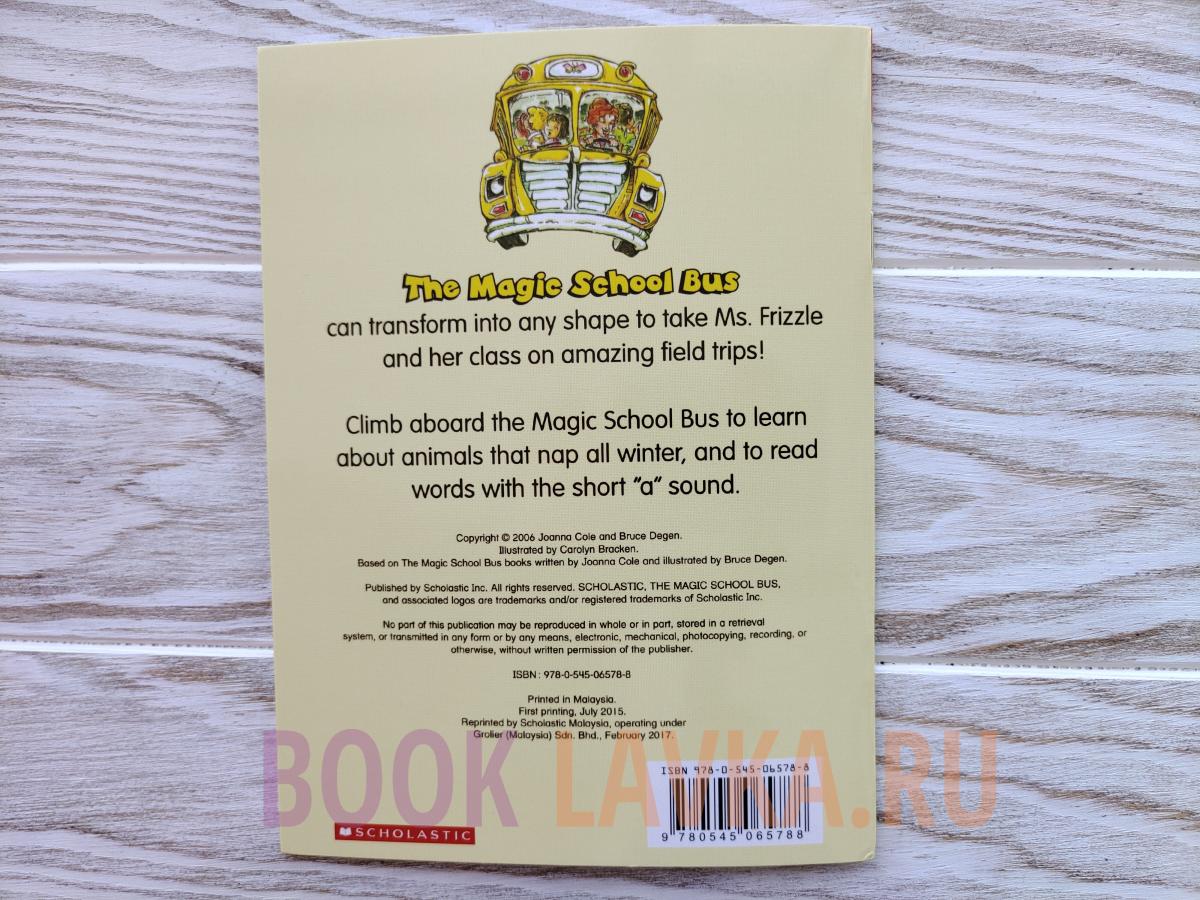 The Magic School Bus
can transform into any shape to take Ms. Frizzle
and her class on amazing field trips!
Climb aboard the Magic School Bus to learn
about animals that nap all winter, and to read
words with the short "a" sound.
Copyright © 2006 Joanna Cole and Bruce Degen.
Illustrated by Carolyn Bracken.
Based on The Magic School Bus books written by Joanna Cole and illustrated by Bruce Degen.
Published by Scholastic Inc. All rights reserved. SCHOLASTIC, THE MAGIC SCHOOL BUS,
and associated logos are trademarks and/or registered trademarks of Scholastic Inc.
No part of this publication may be reproduced in whole or in part, stored in a retrieval
system, or transmitted in any form or by any means, electronic, mechanical, photocopying, recording, or
otherwise, without written permission of the publisher.
ISBN : 978-0-545-06578-8
Printed in Malaysia.
First printing, July 2015.
Reprinted by Scholastic Malaysia, operating under
Grolier (Malaysia) Sdn. Bhd., February 2017.
BOOK LAVKA.RU
ISBN 978-0-545-06578-8
9 780545 065788
SCHOLASTIC